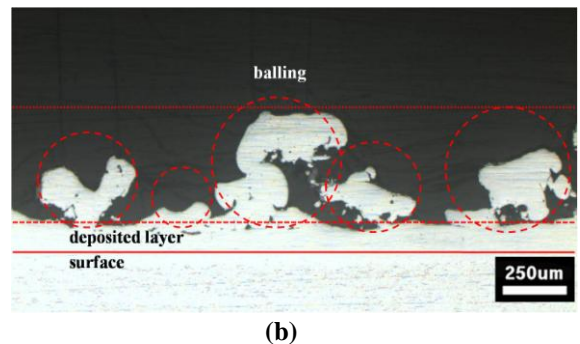 balling
deposited layer
surface
250um
(b)